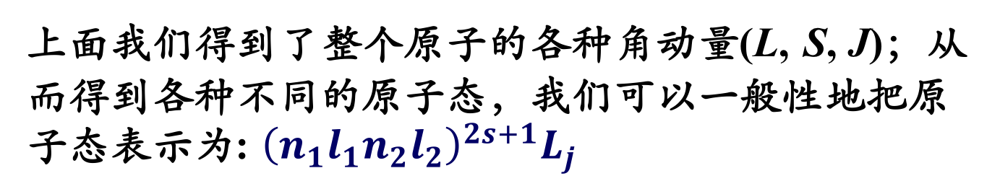 上面我们得到了整个原子的各种角动量(L, S, J)；从
而得到各种不同的原子态，我们可以一般性地把原
子态表示为: (n₁l₁n₂l₂)²ˢ⁺¹Lⱼ